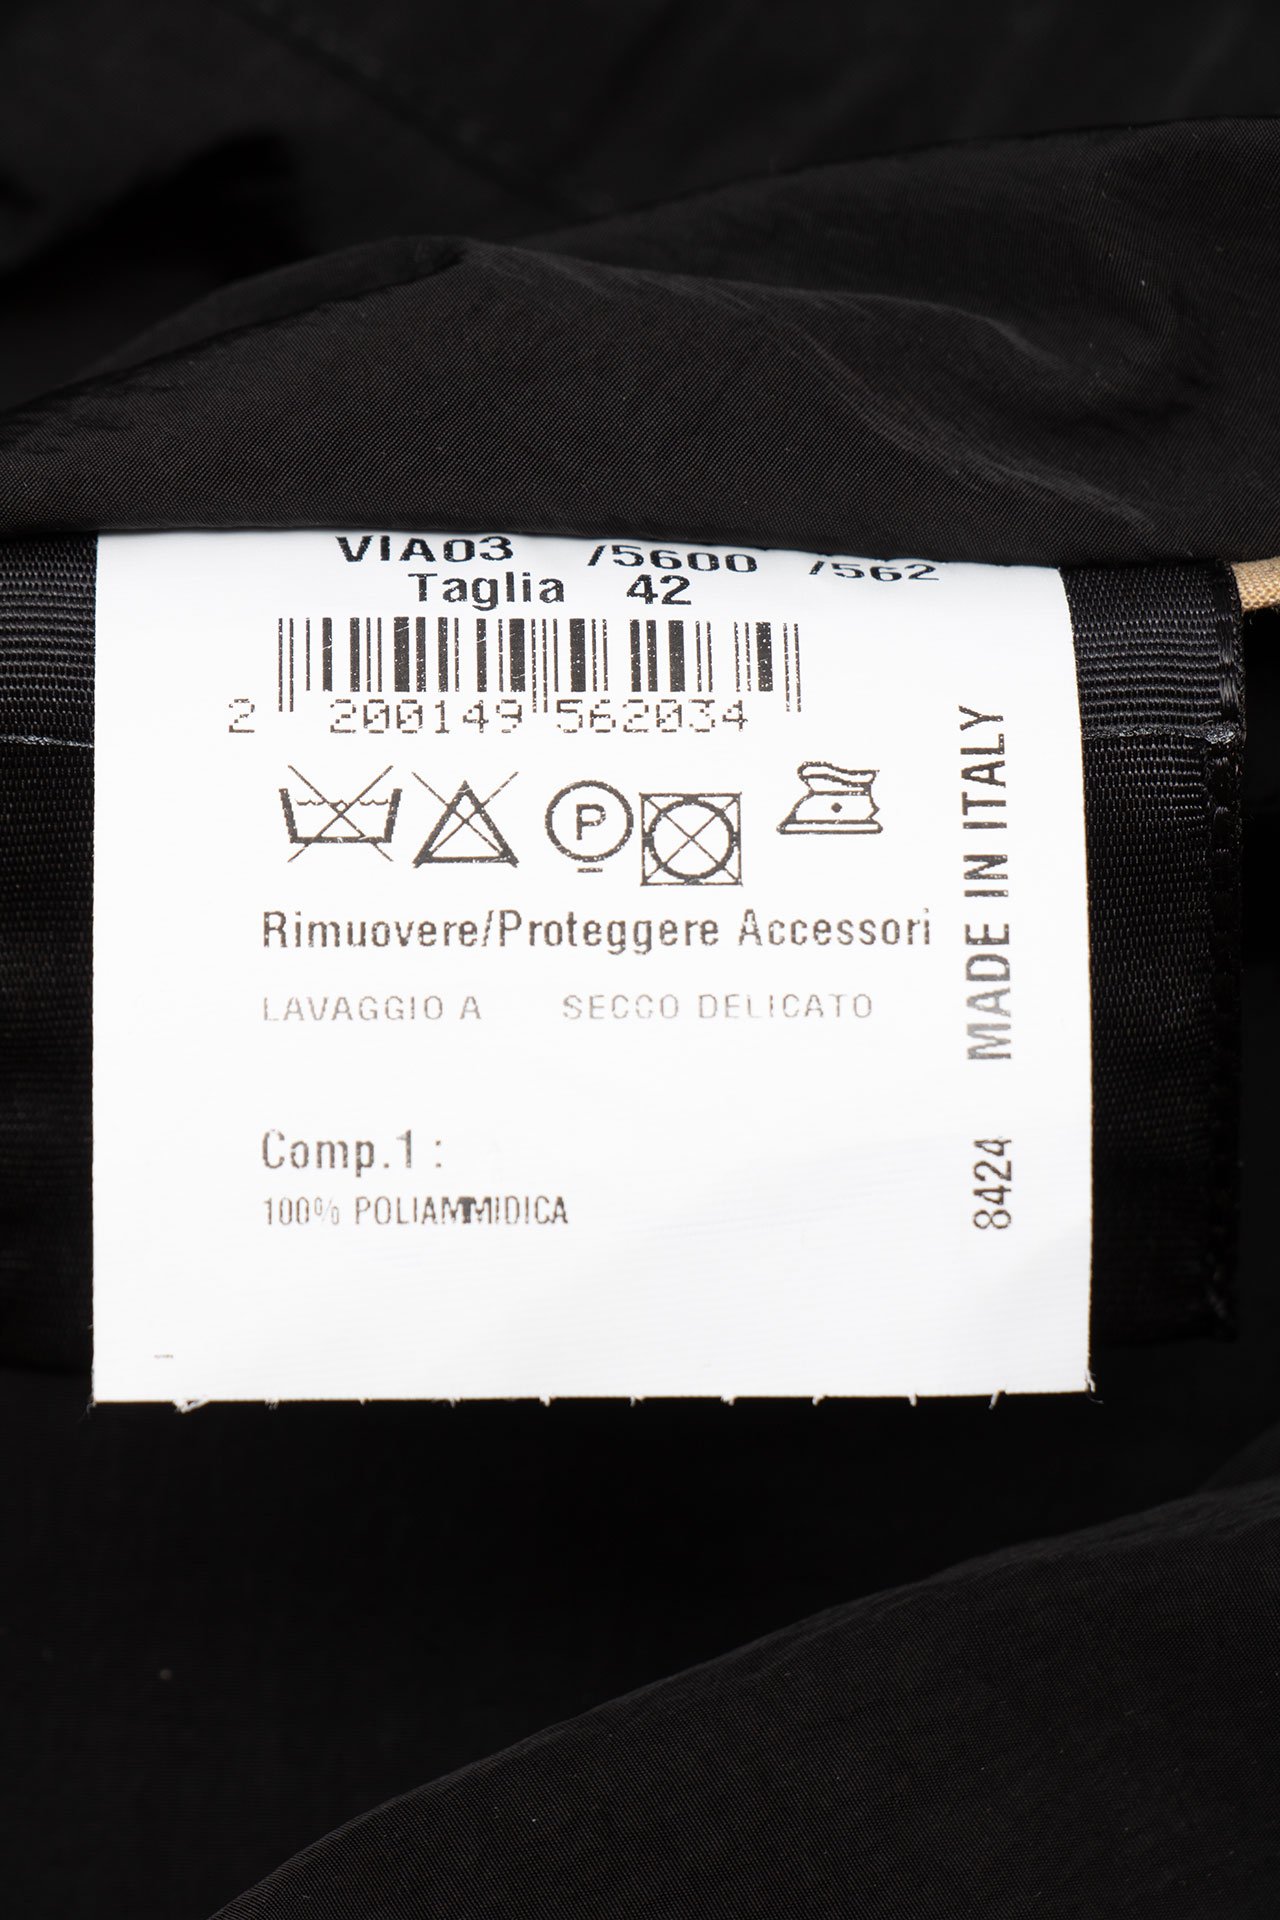 VIA03 /5600 /562
Taglia 42
2 200149 562034
P
Rimuovere/Proteggere Accessori
LAVAGGIO A SECCO DELICATO
Comp.1 :
100% POLIAMMIDICA
8424 MADE IN ITALY